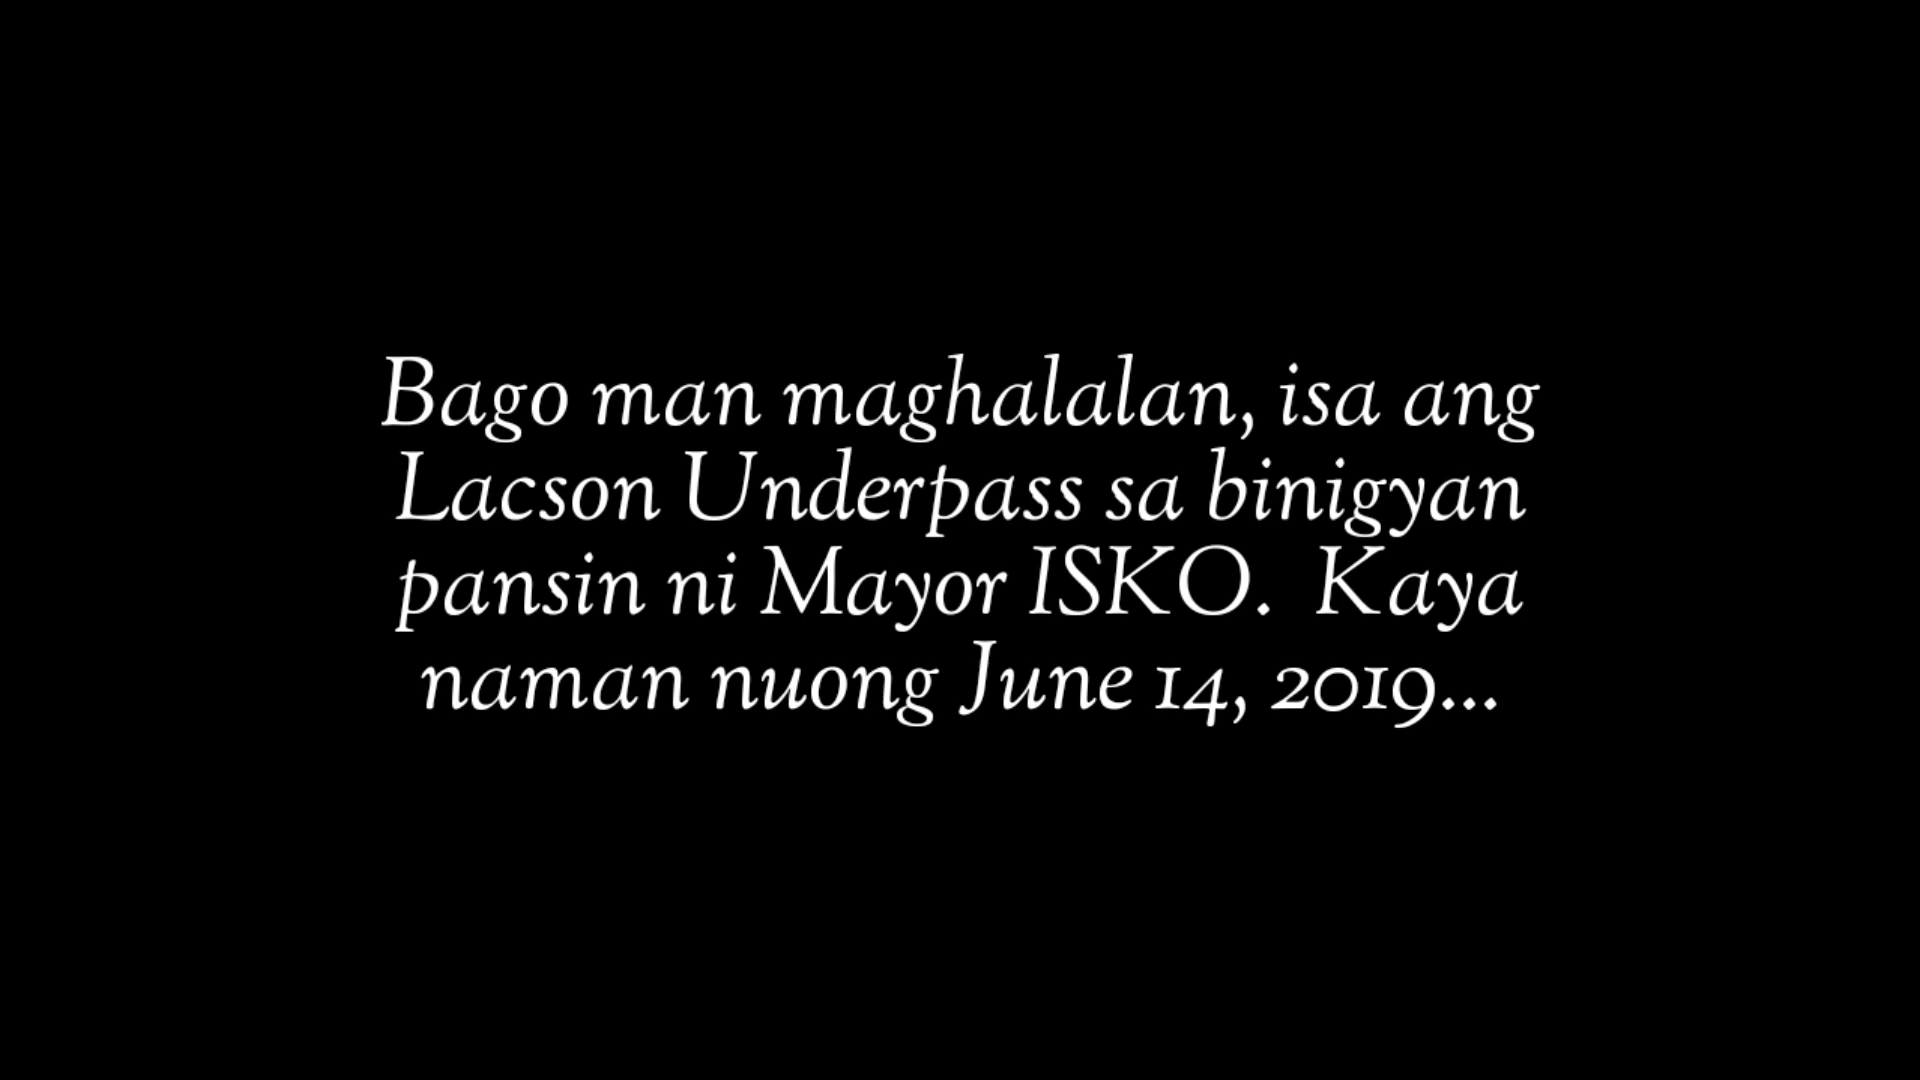 Bago man maghalalan, isa ang
Lacson Underpass sa binigyan
pansin ni Mayor ISKO.  Kaya
naman nuong June 14, 2019...